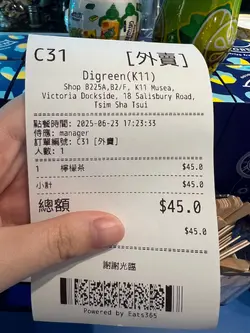 C31 [外賣]
Digreen(K11)
Shop B225A,B2/F, K11 Musea,
Victoria Dockside, 18 Salisbury Road,
Tsim Sha Tsui
點餐時間: 2025-06-23 17:23:33
侍應: manager
訂單編號: C31 [外賣]
人數: 1
1 檸檬茶 $45.0
小計 $45.0
總額 $45.0
$45.0
謝謝光臨
Powered by Eats365